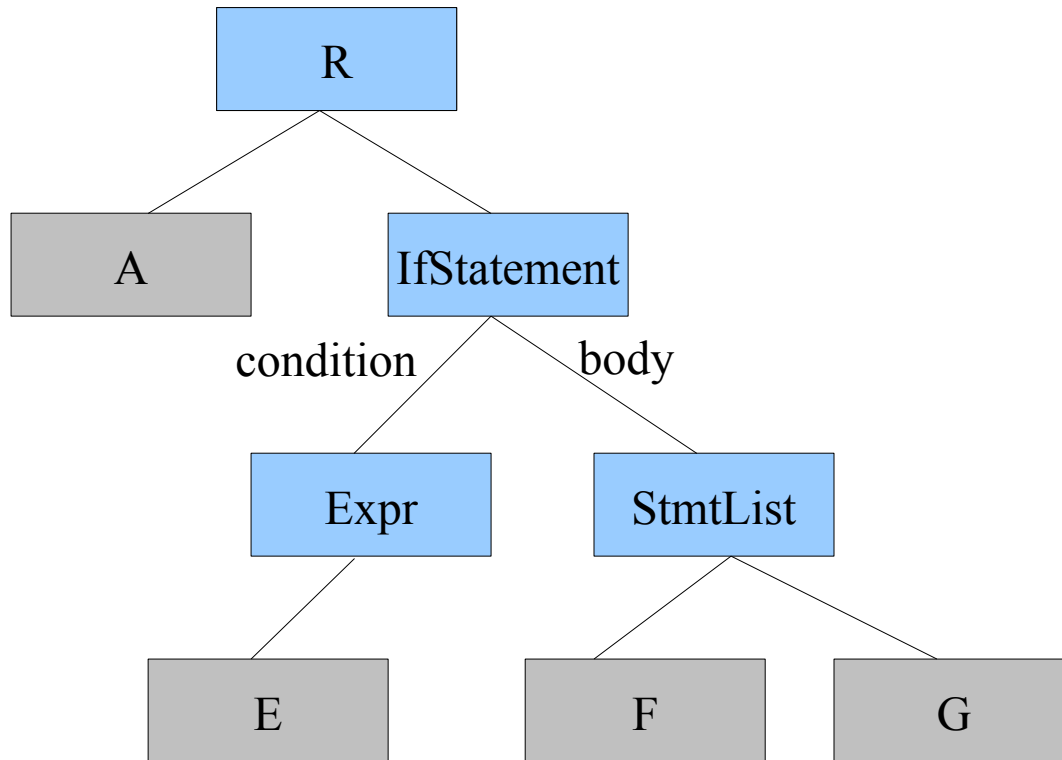 R
A
IfStatement
condition
body
Expr
StmtList
E
F
G